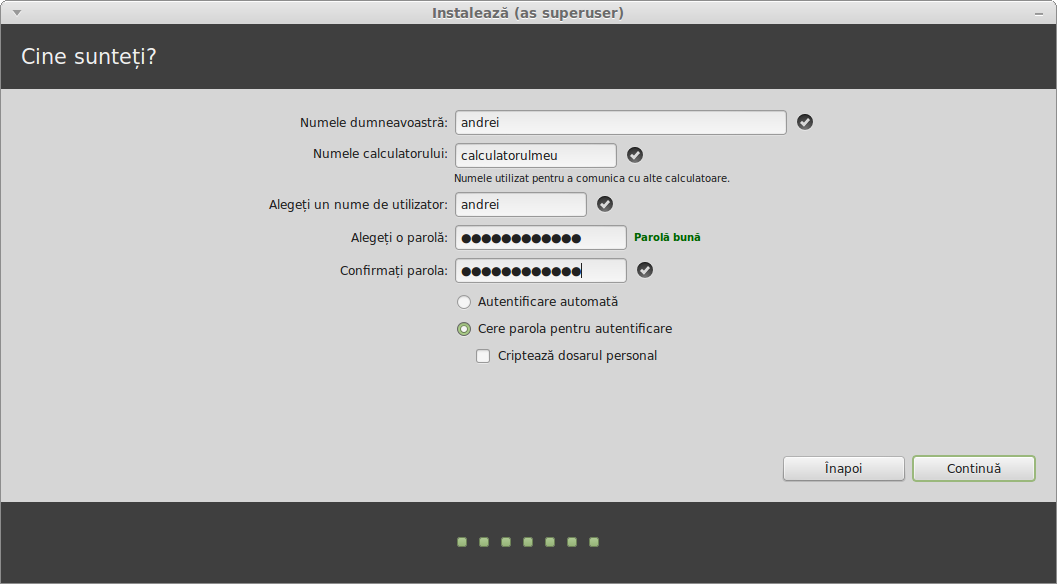 Instalează (as superuser)
Cine sunteți?
Numele dumneavoastră: andrei
Numele calculatorului: calculatorulmeu
Numele utilizat pentru a comunica cu alte calculatoare.
Alegeți un nume de utilizator: andrei
Alegeți o parolă: ●●●●●●●●●●●● Parolă bună
Confirmați parola: ●●●●●●●●●●●●
Autentificare automată
Cere parola pentru autentificare
Criptează dosarul personal
Înapoi Continuă